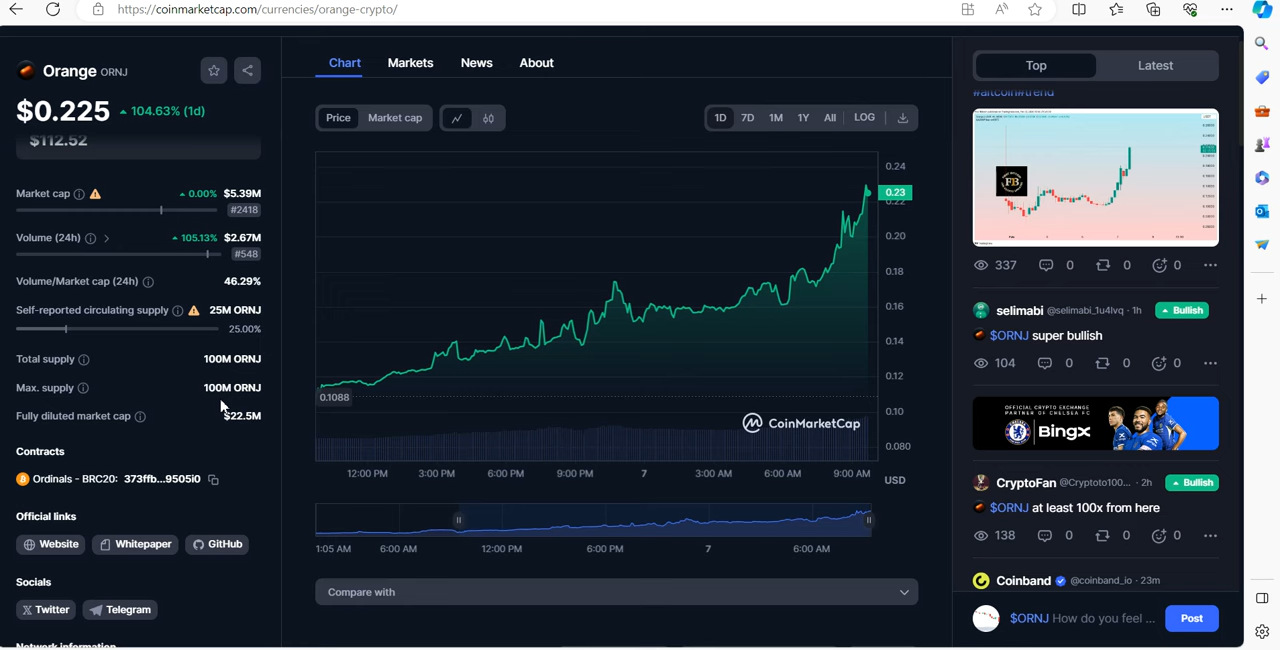 https://coinmarketcap.com/currencies/orange-crypto/
Orange ORNJ
$0.225 104.63% (1d)
$112.52
Market cap 0.00% $5.39M
#2418
Volume (24h) 105.13% $2.67M
#548
Volume/Market cap (24h) 46.29%
Self-reported circulating supply 25M ORNJ
25.00%
Total supply 100M ORNJ
Max. supply 100M ORNJ
Fully diluted market cap $22.5M
Contracts
Ordinals - BRC20: 373ffb...9505i0
Official links
Website Whitepaper GitHub
Socials
Twitter Telegram
Network information
Chart Markets News About
Price Market cap
1D 7D 1M 1Y All LOG
0.24
0.23
0.22
0.20
0.18
0.16
0.14
0.12
0.10
0.080
0.1088
CoinMarketCap
12:00 PM 3:00 PM 6:00 PM 9:00 PM 7 3:00 AM 6:00 AM 9:00 AM USD
1:05 AM 6:00 AM 12:00 PM 6:00 PM 7 6:00 AM
Compare with
Top Latest
#altcoin#trend
FB
337 0 0 0
selimabi @selimabi_1u4lvq · 1h Bullish
$ORNJ super bullish
104 0 0 0
OFFICIAL CRYPTO EXCHANGE
PARTNER OF CHELSEA FC
BingX
CryptoFan @Cryptoto100... · 2h Bullish
$ORNJ at least 100x from here
138 0 0 0
Coinband @coinband_io · 23m
$ORNJ How do you feel ... Post